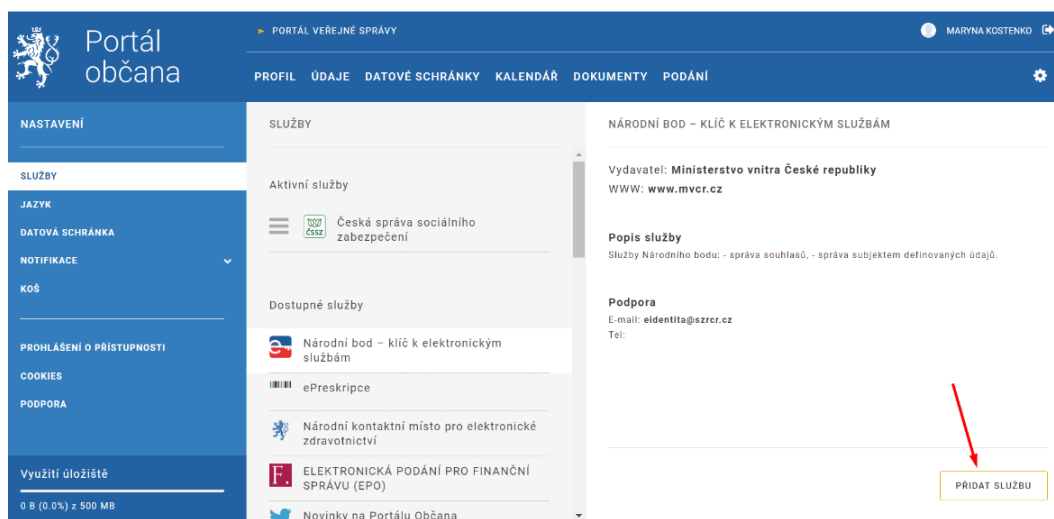 Portál
občana
► PORTÁL VEŘEJNÉ SPRÁVY
MARYNA KOSTENKO
PROFIL ÚDAJE DATOVÉ SCHRÁNKY KALENDÁŘ DOKUMENTY PODÁNÍ
NASTAVENÍ
SLUŽBY
JAZYK
DATOVÁ SCHRÁNKA
NOTIFIKACE
KOŠ
PROHLÁŠENÍ O PŘÍSTUPNOSTI
COOKIES
PODPORA
Využití úložiště
0 B (0.0%) z 500 MB
SLUŽBY
Aktivní služby
ČSSZ
Česká správa sociálního
zabezpečení
Dostupné služby
Národní bod – klíč k elektronickým
službám
ePreskripce
Národní kontaktní místo pro elektronické
zdravotnictví
F.
ELEKTRONICKÁ PODÁNÍ PRO FINANČNÍ
SPRÁVU (EPO)
Novinky na Portálu Občana
NÁRODNÍ BOD – KLÍČ K ELEKTRONICKÝM SLUŽBÁM
Vydavatel: Ministerstvo vnitra České republiky
WWW: www.mvcr.cz
Popis služby
Služby Národního bodu: - správa souhlasů, - správa subjektem definovaných údajů.
Podpora
E-mail: eidentita@szrcr.cz
Tel:
PŘIDAT SLUŽBU